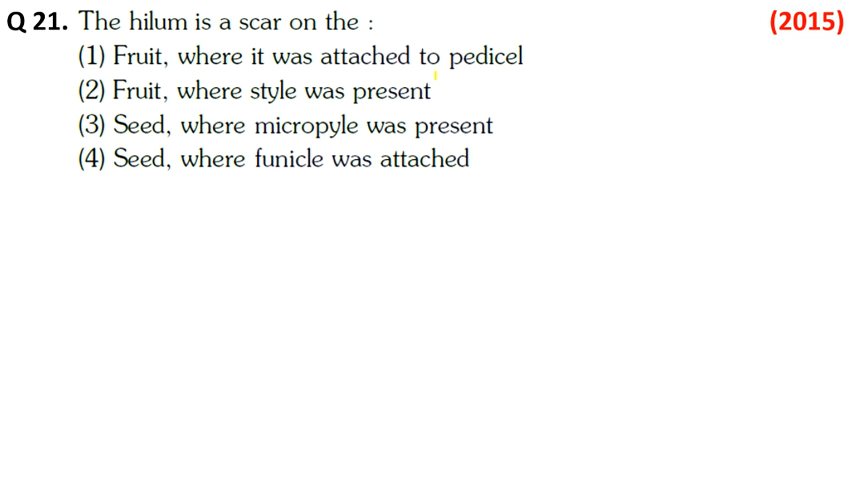 Q 21. The hilum is a scar on the : (2015)
(1) Fruit, where it was attached to pedicel
(2) Fruit, where style was present
(3) Seed, where micropyle was present
(4) Seed, where funicle was attached